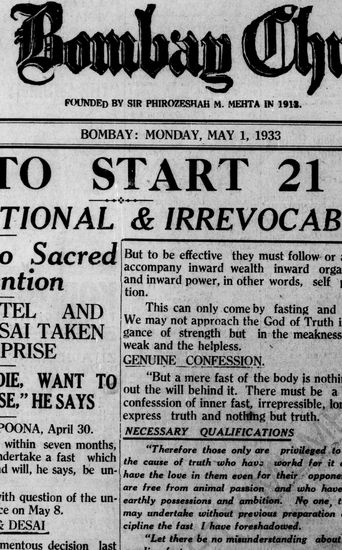 Bombay Chr
FOUNDED BY SIR PHIROZESHAH M. MEHTA IN 1913.
BOMBAY: MONDAY, MAY 1, 1933
TO START 21
TIONAL & IRREVOCAB
o Sacred
ntion
TEL AND
SAI TAKEN
PRISE
DIE, WANT TO
SE," HE SAYS
POONA, April 30.
within seven months,
ndertake a fast which
nd will, he says, be un-
with question of the un-
ce on May 8.
& DESAI
mentous decision last
But to be effective they must follow or a
accompany inward wealth inward orga
and inward power, in other words, self p
tion.
This can only come by fasting and
We may not approach the God of Truth i
gance of strength but in the meakness
weak and the helpless.
GENUINE CONFESSION.
"But a mere fast of the body is nothin
out the will behind it. There must be a
confesssion of inner fast, irrepressible, lon
express truth and nothing but truth."
NECESSARY QUALIFICATIONS
"Therefore those only are privileged to
the cause of truth who have workd for it a
have the love in them even for their oppone
are free from animal passion and who have
earthly possessions and ambition. No one, t
may undertake without previous preparation
cipline the fast I have foreshadowed.
"Let there be no misunderstanding about